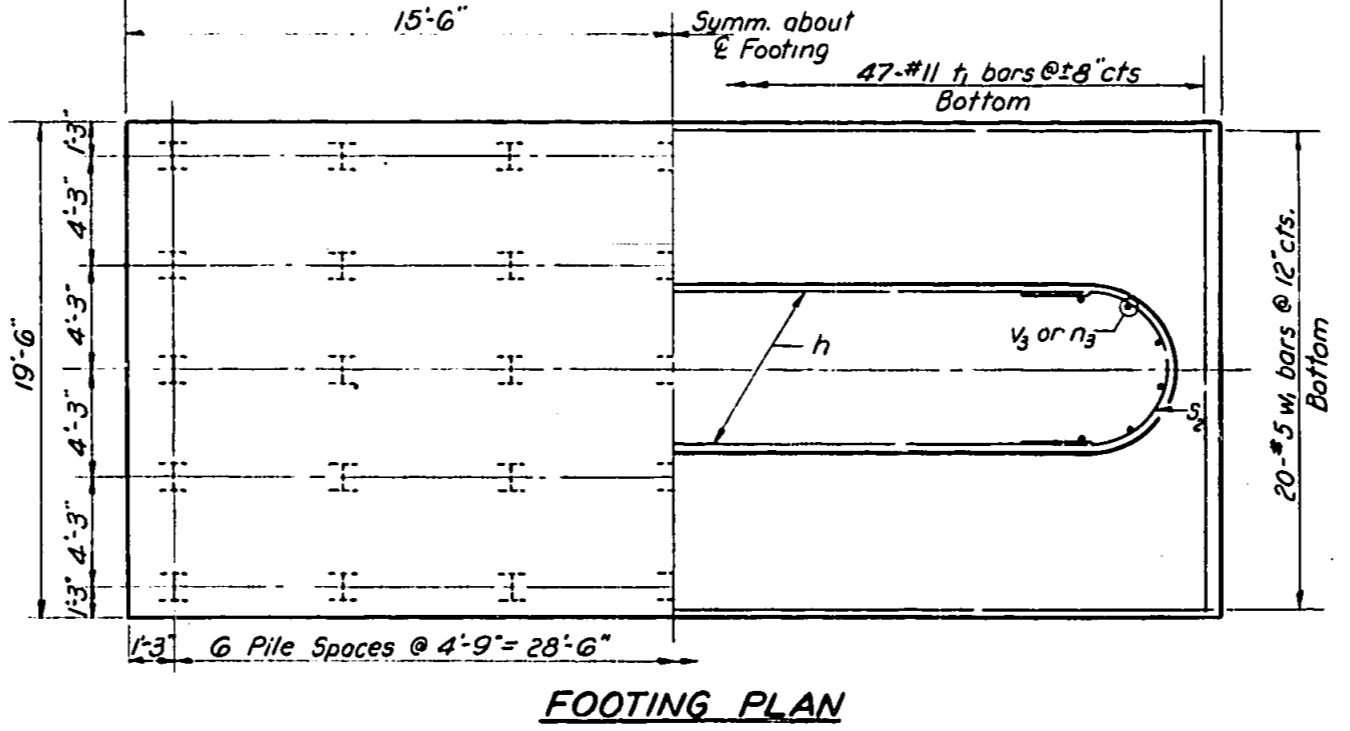 15'-6"
Symm. about
℄ Footing
47-#11 t₁ bars @±8"cts
Bottom
1'-3"
4'-3"
4'-3"
4'-3"
4'-3"
1'-3"
19'-6"
h
v₃ or n₃
s₂
20-#5 w₁ bars @ 12"cts.
Bottom
1'-3"
6 Pile Spaces @ 4'-9" = 28'-6"
FOOTING PLAN